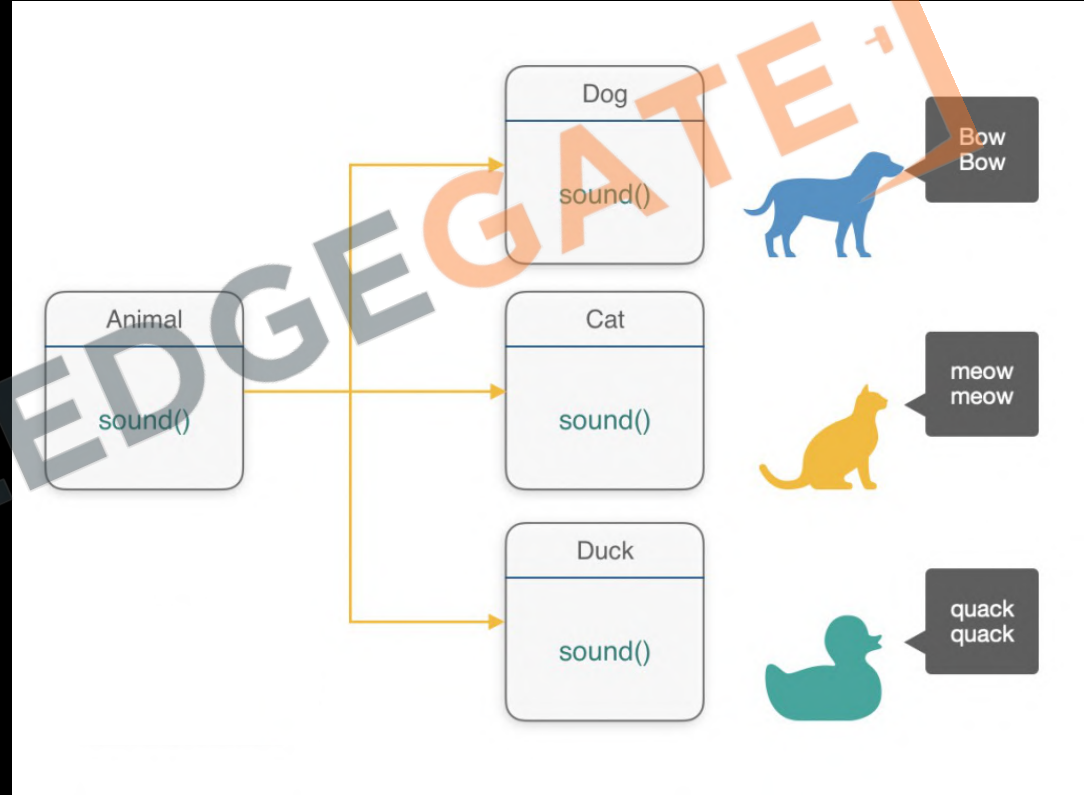 Dog
sound()
Bow
Bow
Animal
sound()
Cat
sound()
meow
meow
Duck
sound()
quack
quack
EDGEGATE